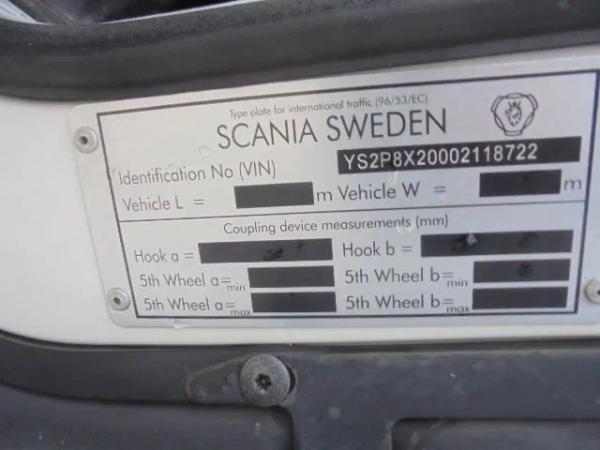 Type plate for international traffic (96/53/EC)
SCANIA SWEDEN
Identification No (VIN) YS2P8X20002118722
Vehicle L = m Vehicle W = m
Coupling device measurements (mm)
Hook a = Hook b =
5th Wheel a=min 5th Wheel b=min
5th Wheel a=max 5th Wheel b=max